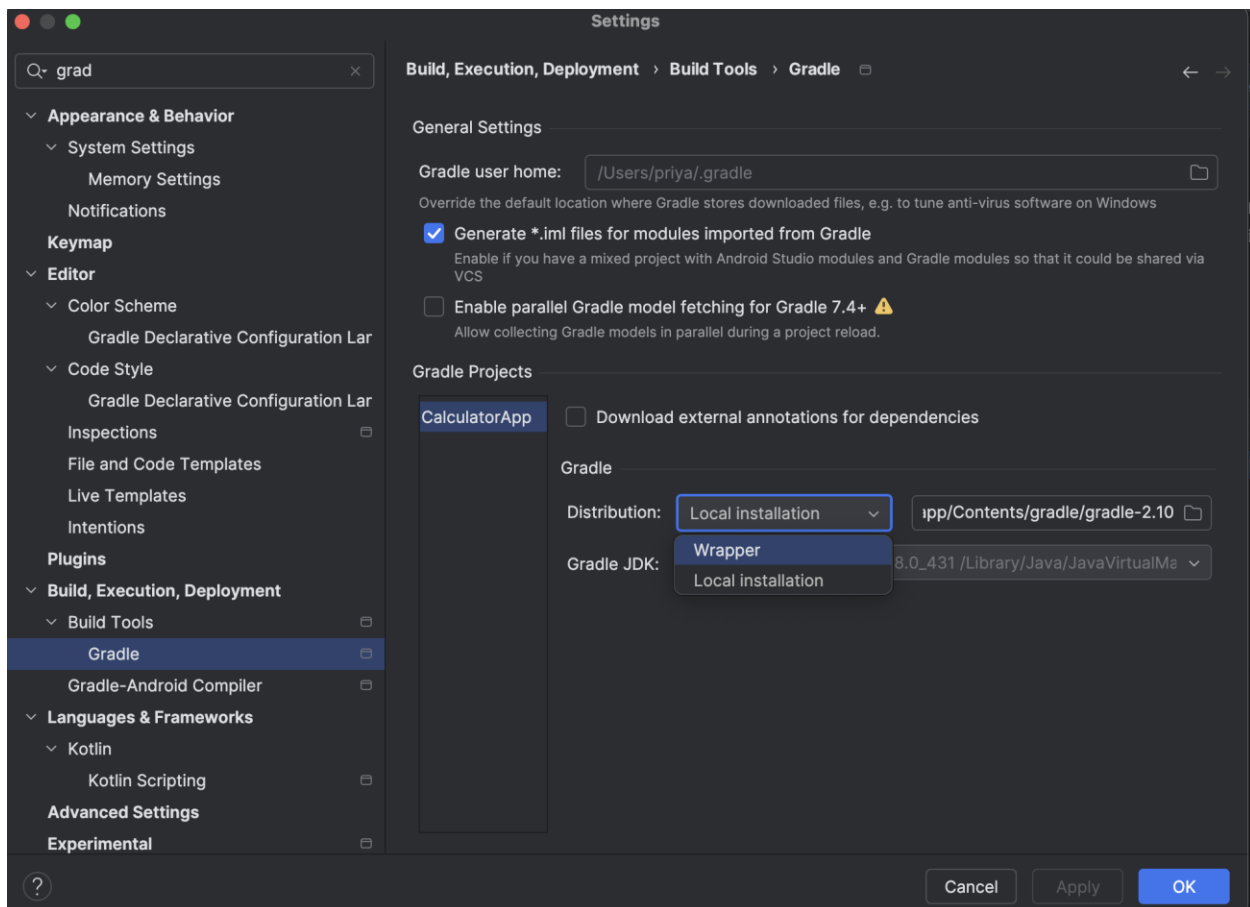 Settings
grad
Appearance & Behavior
System Settings
Memory Settings
Notifications
Keymap
Editor
Color Scheme
Gradle Declarative Configuration Lar
Code Style
Gradle Declarative Configuration Lar
Inspections
File and Code Templates
Live Templates
Intentions
Plugins
Build, Execution, Deployment
Build Tools
Gradle
Gradle-Android Compiler
Languages & Frameworks
Kotlin
Kotlin Scripting
Advanced Settings
Experimental
Build, Execution, Deployment › Build Tools › Gradle
General Settings
Gradle user home: /Users/priya/.gradle
Override the default location where Gradle stores downloaded files, e.g. to tune anti-virus software on Windows
Generate *.iml files for modules imported from Gradle
Enable if you have a mixed project with Android Studio modules and Gradle modules so that it could be shared via
VCS
Enable parallel Gradle model fetching for Gradle 7.4+
Allow collecting Gradle models in parallel during a project reload.
Gradle Projects
CalculatorApp
Download external annotations for dependencies
Gradle
Distribution: Local installation app/Contents/gradle/gradle-2.10
Wrapper
Local installation
Gradle JDK: 8.0_431 /Library/Java/JavaVirtualMa
?
Cancel Apply OK